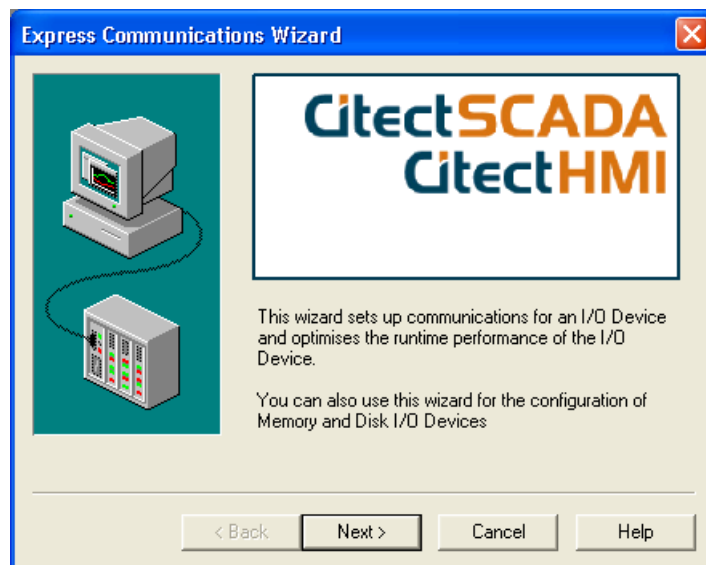 Express Communications Wizard
CitectSCADA
CitectHMI
This wizard sets up communications for an I/O Device
and optimises the runtime performance of the I/O
Device.
You can also use this wizard for the configuration of
Memory and Disk I/O Devices
< Back
Next >
Cancel
Help